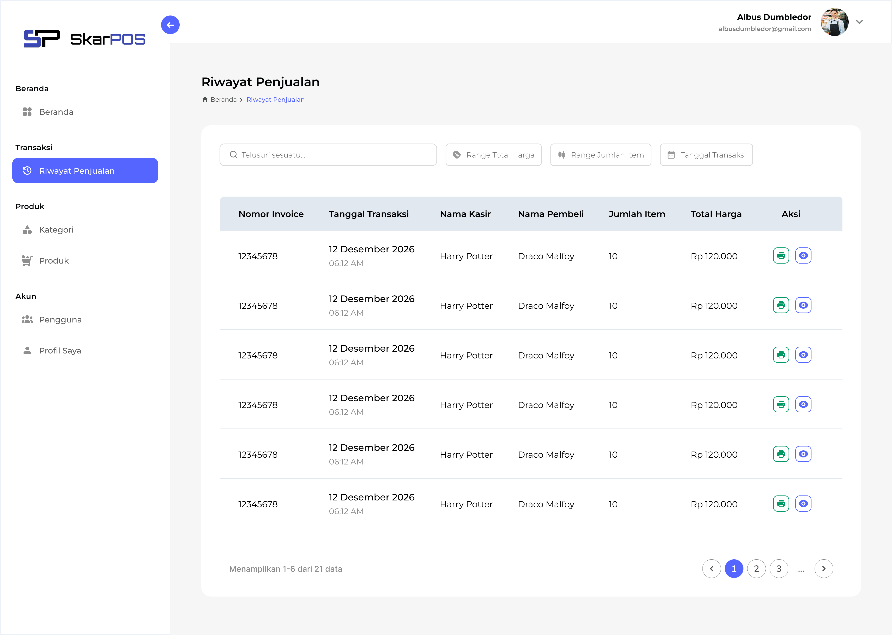 SP SkarPOS
Albus Dumbledor
albusdumbledor@gmail.com
Beranda
Beranda
Transaksi
Riwayat Penjualan
Produk
Kategori
Produk
Akun
Pengguna
Profil Saya
Riwayat Penjualan
Beranda > Riwayat Penjualan
Telusuri sesuatu... Range Total Harga Range Jumlah Item Tanggal Transaksi
Nomor Invoice Tanggal Transaksi Nama Kasir Nama Pembeli Jumlah Item Total Harga Aksi
12345678 12 Desember 2026 Harry Potter Draco Malfoy 10 Rp 120.000
06.12 AM
12345678 12 Desember 2026 Harry Potter Draco Malfoy 10 Rp 120.000
06.12 AM
12345678 12 Desember 2026 Harry Potter Draco Malfoy 10 Rp 120.000
06.12 AM
12345678 12 Desember 2026 Harry Potter Draco Malfoy 10 Rp 120.000
06.12 AM
12345678 12 Desember 2026 Harry Potter Draco Malfoy 10 Rp 120.000
06.12 AM
12345678 12 Desember 2026 Harry Potter Draco Malfoy 10 Rp 120.000
06.12 AM
Menampilkan 1-6 dari 21 data
< 1 2 3 ... >